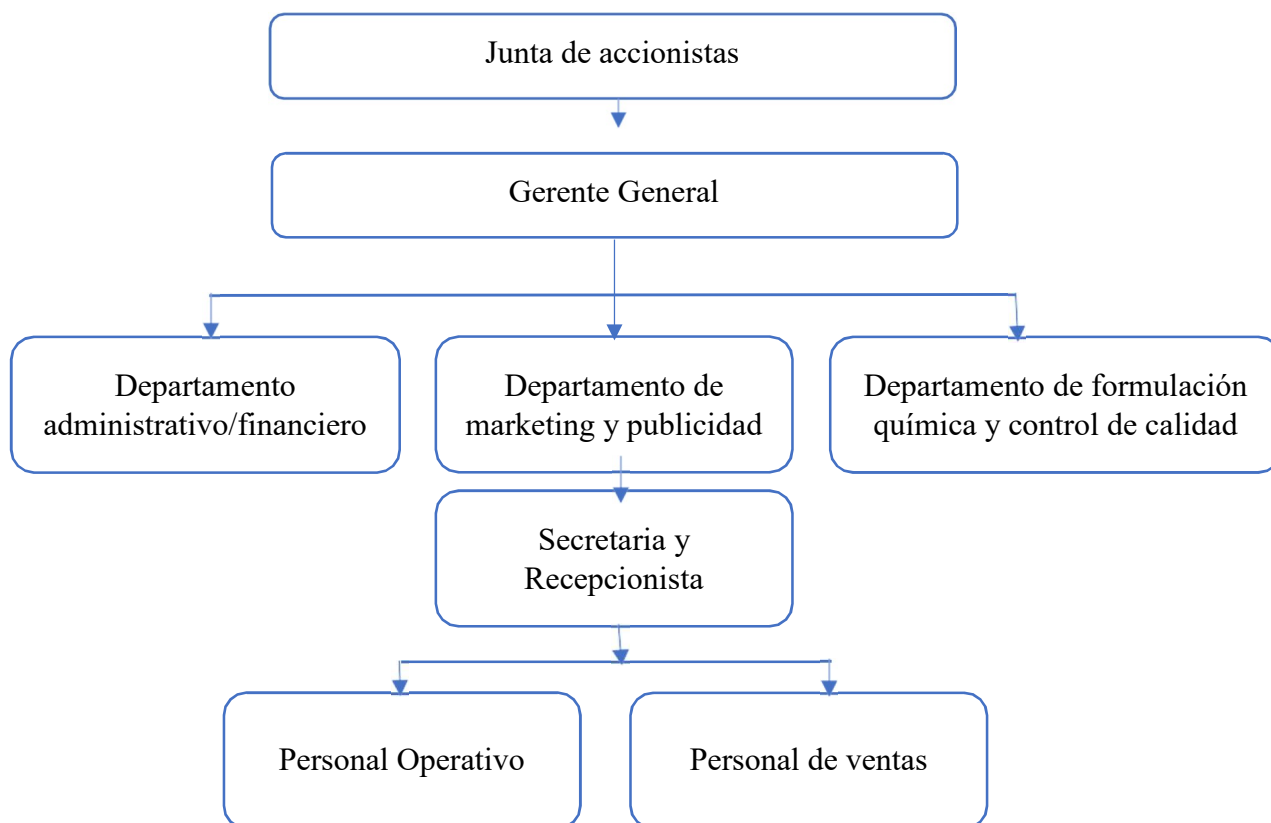 Junta de accionistas
Gerente General
Departamento
administrativo/financiero
Departamento de
marketing y publicidad
Departamento de formulación
química y control de calidad
Secretaria y
Recepcionista
Personal Operativo
Personal de ventas